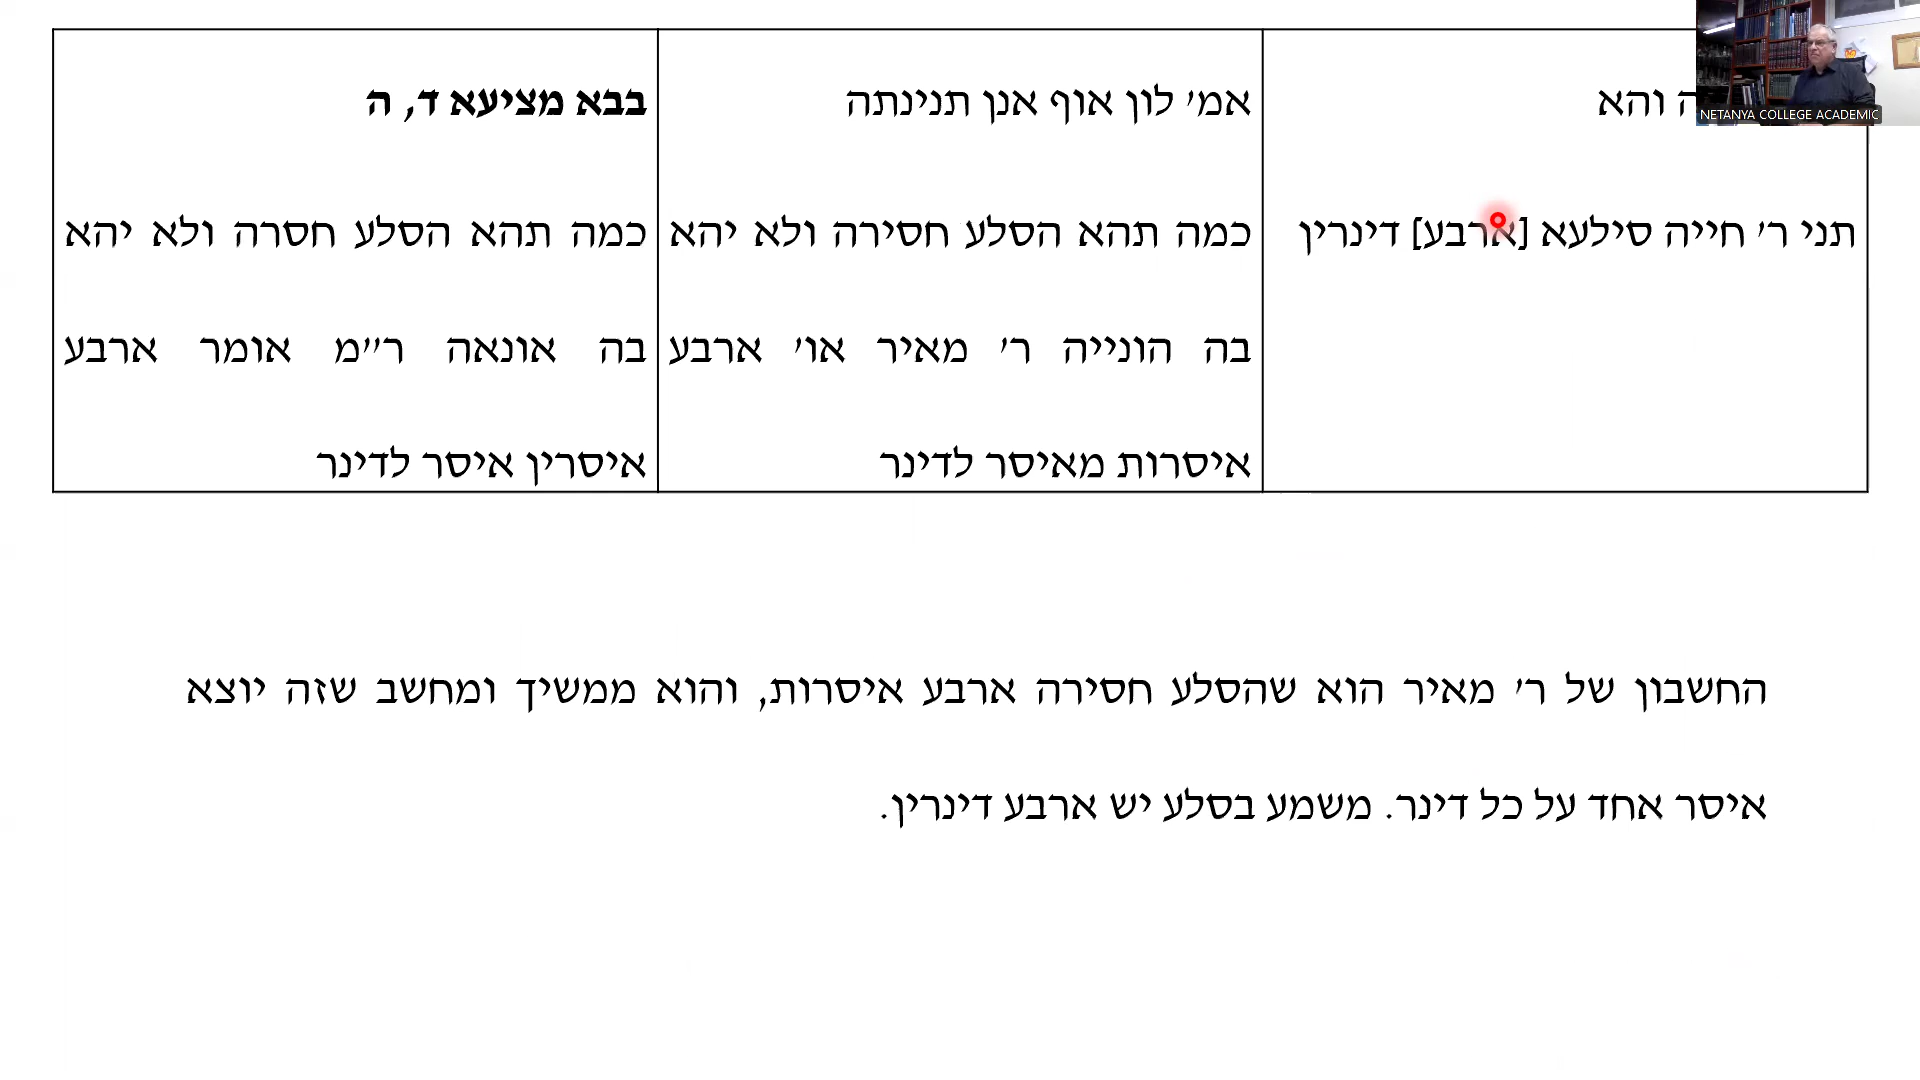 ה והא
תני ר׳ חייה סילעא [ארבע] דינרין
אמ׳ לון אוף אנן תנינתה
כמה תהא הסלע חסירה ולא יהא
בה הונייה ר׳ מאיר או׳ ארבע
איסרות מאיסר לדינר
בבא מציעא ד, ה
כמה תהא הסלע חסרה ולא יהא
בה אונאה ר״מ אומר ארבע
איסרין איסר לדינר
החשבון של ר׳ מאיר הוא שהסלע חסירה ארבע איסרות, והוא ממשיך ומחשב שזה יוצא
איסר אחד על כל דינר. משמע בסלע יש ארבע דינרין.
NETANYA COLLEGE ACADEMIC